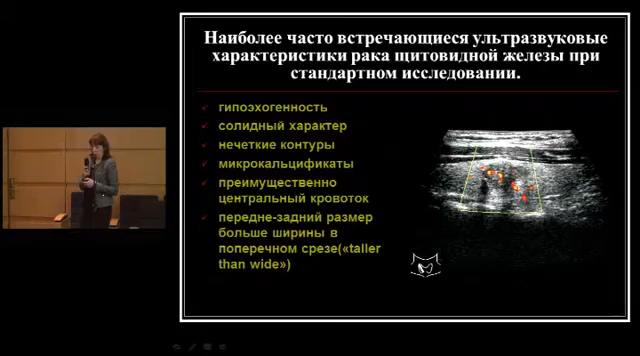 Наиболее часто встречающиеся ультразвуковые
характеристики рака щитовидной железы при
стандартном исследовании.
гипоэхогенность
солидный характер
нечеткие контуры
микрокальцификаты
преимущественно
центральный кровоток
передне-задний размер
больше ширины в
поперечном срезе(«taller
than wide»)